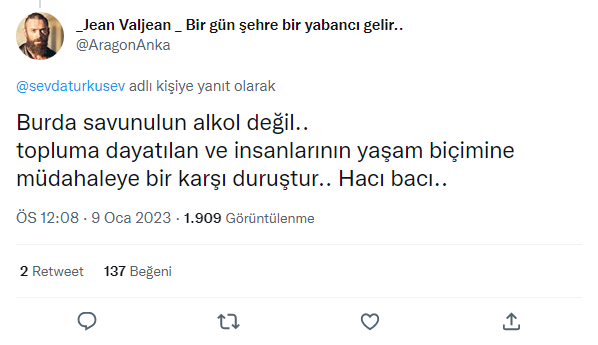 _Jean Valjean _ Bir gün şehre bir yabancı gelir..
@AragonAnka
@sevdaturkusev adlı kişiye yanıt olarak
Burda savunulun alkol değil..
topluma dayatılan ve insanlarının yaşam biçimine
müdahaleye bir karşı duruştur.. Hacı bacı..
ÖS 12:08 · 9 Oca 2023 · 1.909 Görüntülenme
2 Retweet 137 Beğeni